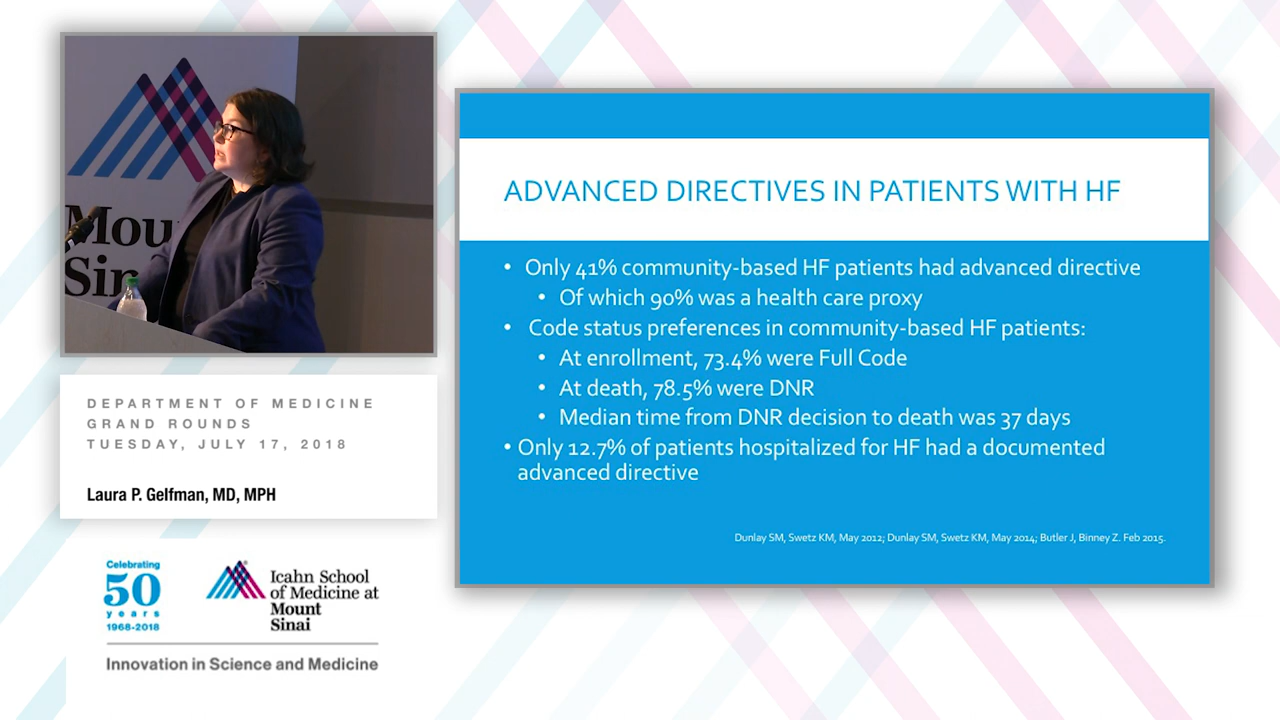 Mou
Sin
DEPARTMENT OF MEDICINE
GRAND ROUNDS
TUESDAY, JULY 17, 2018
Laura P. Gelfman, MD, MPH
Celebrating
50
years
1968-2018
Icahn School
of Medicine at
Mount
Sinai
Innovation in Science and Medicine
ADVANCED DIRECTIVES IN PATIENTS WITH HF
• Only 41% community-based HF patients had advanced directive
• Of which 90% was a health care proxy
• Code status preferences in community-based HF patients:
• At enrollment, 73.4% were Full Code
• At death, 78.5% were DNR
• Median time from DNR decision to death was 37 days
• Only 12.7% of patients hospitalized for HF had a documented
advanced directive
Dunlay SM, Swetz KM, May 2012; Dunlay SM, Swetz KM, May 2014; Butler J, Binney Z. Feb 2015.